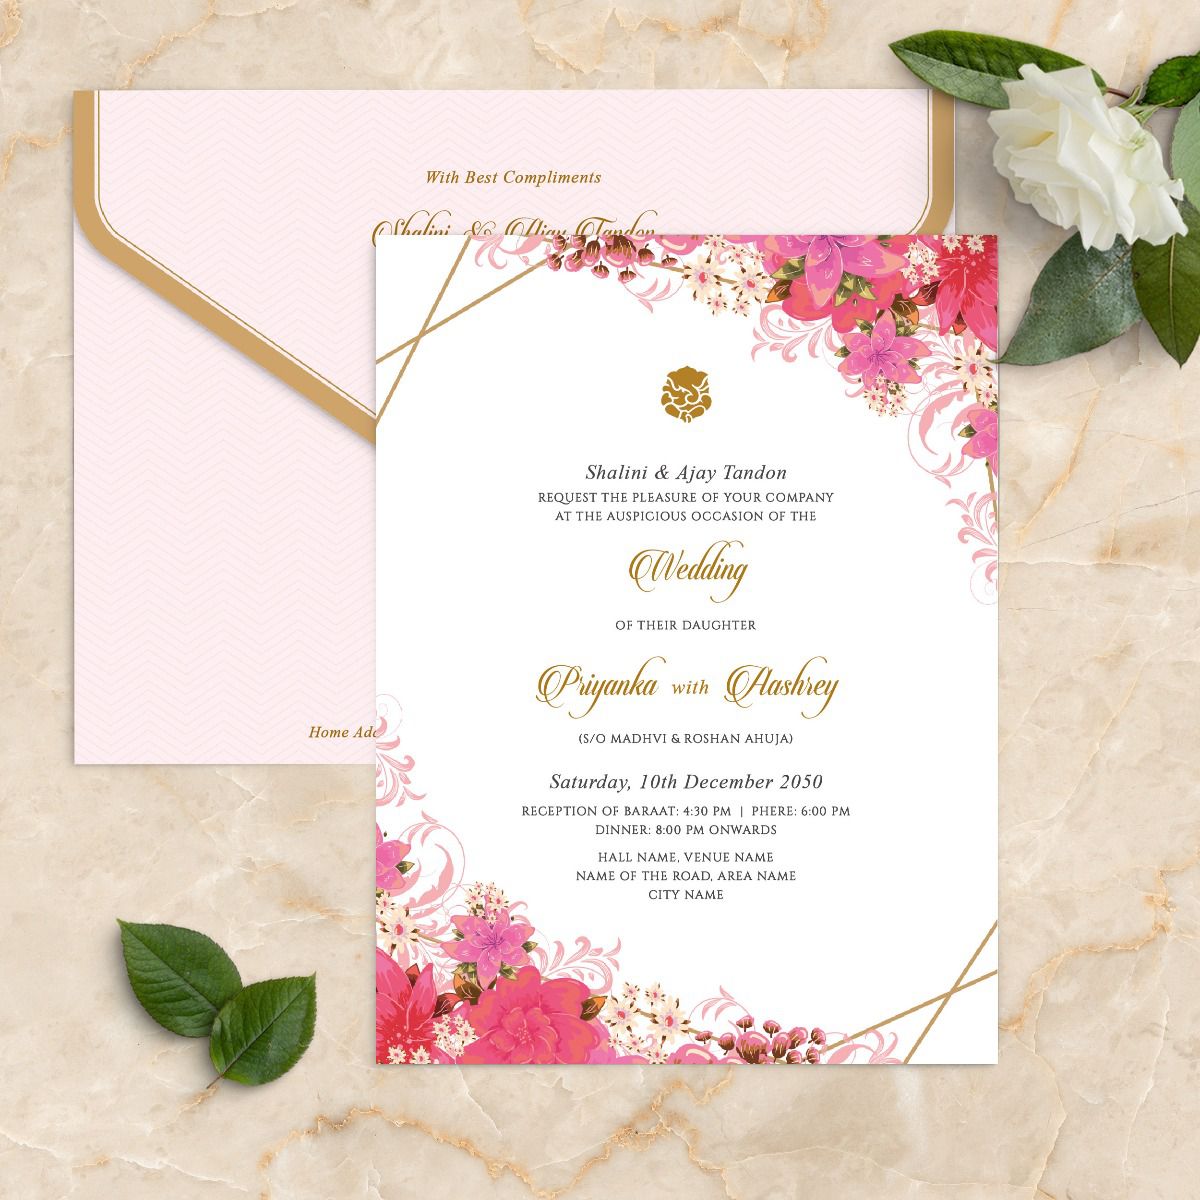 With Best Compliments
Shalini & Ajay Tandon
Home
Shalini & Ajay Tandon
REQUEST THE PLEASURE OF YOUR COMPANY
AT THE AUSPICIOUS OCCASION OF THE
Wedding
OF THEIR DAUGHTER
Priyanka with Aashrey
(S/O MADHVI & ROSHAN AHUJA)
Saturday, 10th December 2050
RECEPTION OF BARAAT: 4:30 PM | PHERE: 6:00 PM
DINNER: 8:00 PM ONWARDS
HALL NAME, VENUE NAME
NAME OF THE ROAD, AREA NAME
CITY NAME